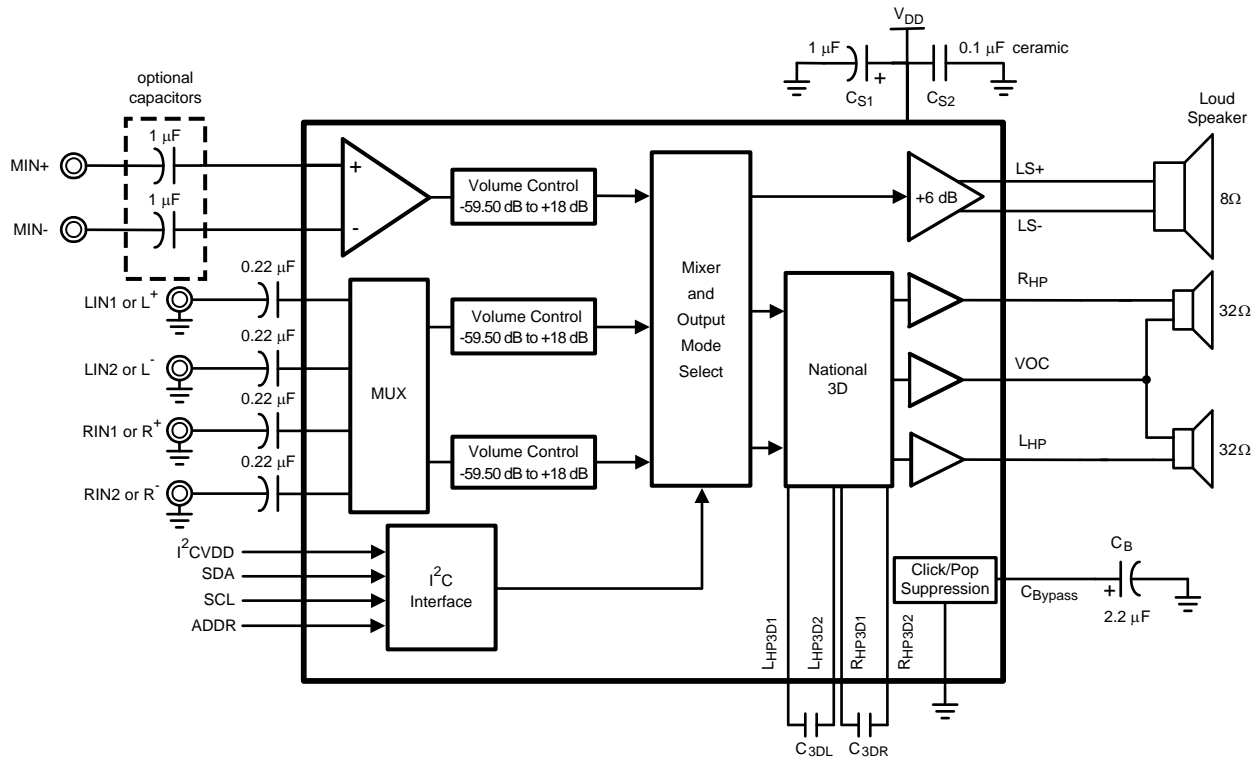 V_DD
1 µF
0.1 µF ceramic
C_S1
C_S2
optional
capacitors
1 µF
MIN+
1 µF
MIN-
+
-
Volume Control
-59.50 dB to +18 dB
+6 dB
LS+
LS-
Loud
Speaker
8Ω
0.22 µF
LIN1 or L^+
0.22 µF
LIN2 or L^-
0.22 µF
RIN1 or R^+
0.22 µF
RIN2 or R^-
MUX
Volume Control
-59.50 dB to +18 dB
Volume Control
-59.50 dB to +18 dB
Mixer
and
Output
Mode
Select
National
3D
R_HP
32Ω
VOC
L_HP
32Ω
I^2CVDD
SDA
SCL
ADDR
I^2C
Interface
Click/Pop
Suppression
C_Bypass
C_B
+
2.2 µF
L_HP3D1
L_HP3D2
R_HP3D1
R_HP3D2
C_3DL
C_3DR
+